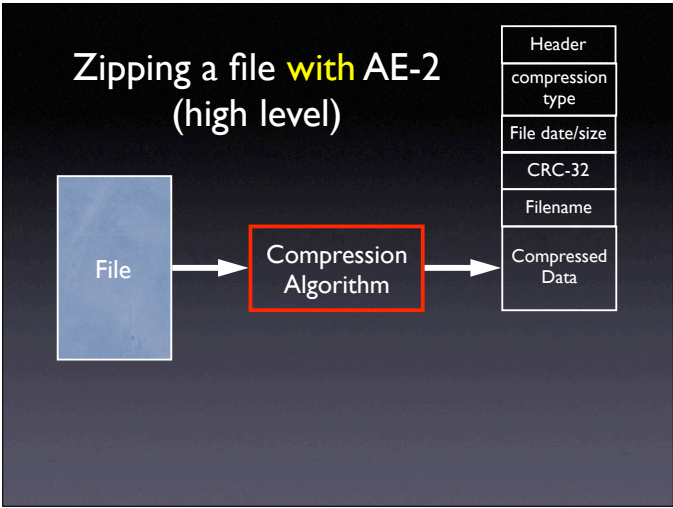 Zipping a file with AE-2
(high level)
File
Compression
Algorithm
Header
compression
type
File date/size
CRC-32
Filename
Compressed
Data